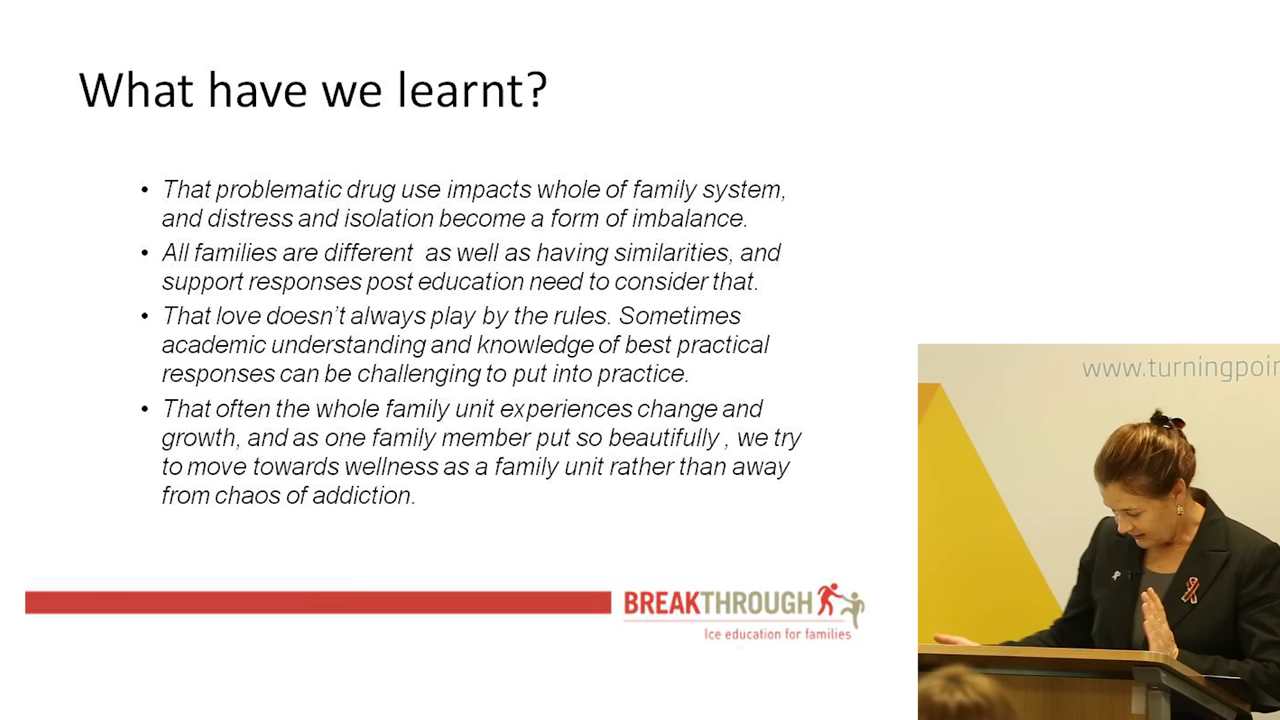 What have we learnt?
• That problematic drug use impacts whole of family system,
and distress and isolation become a form of imbalance.
• All families are different  as well as having similarities, and
support responses post education need to consider that.
• That love doesn’t always play by the rules. Sometimes
academic understanding and knowledge of best practical
responses can be challenging to put into practice.
• That often the whole family unit experiences change and
growth, and as one family member put so beautifully , we try
to move towards wellness as a family unit rather than away
from chaos of addiction.
www.turningpoin
BREAKTHROUGH
Ice education for families